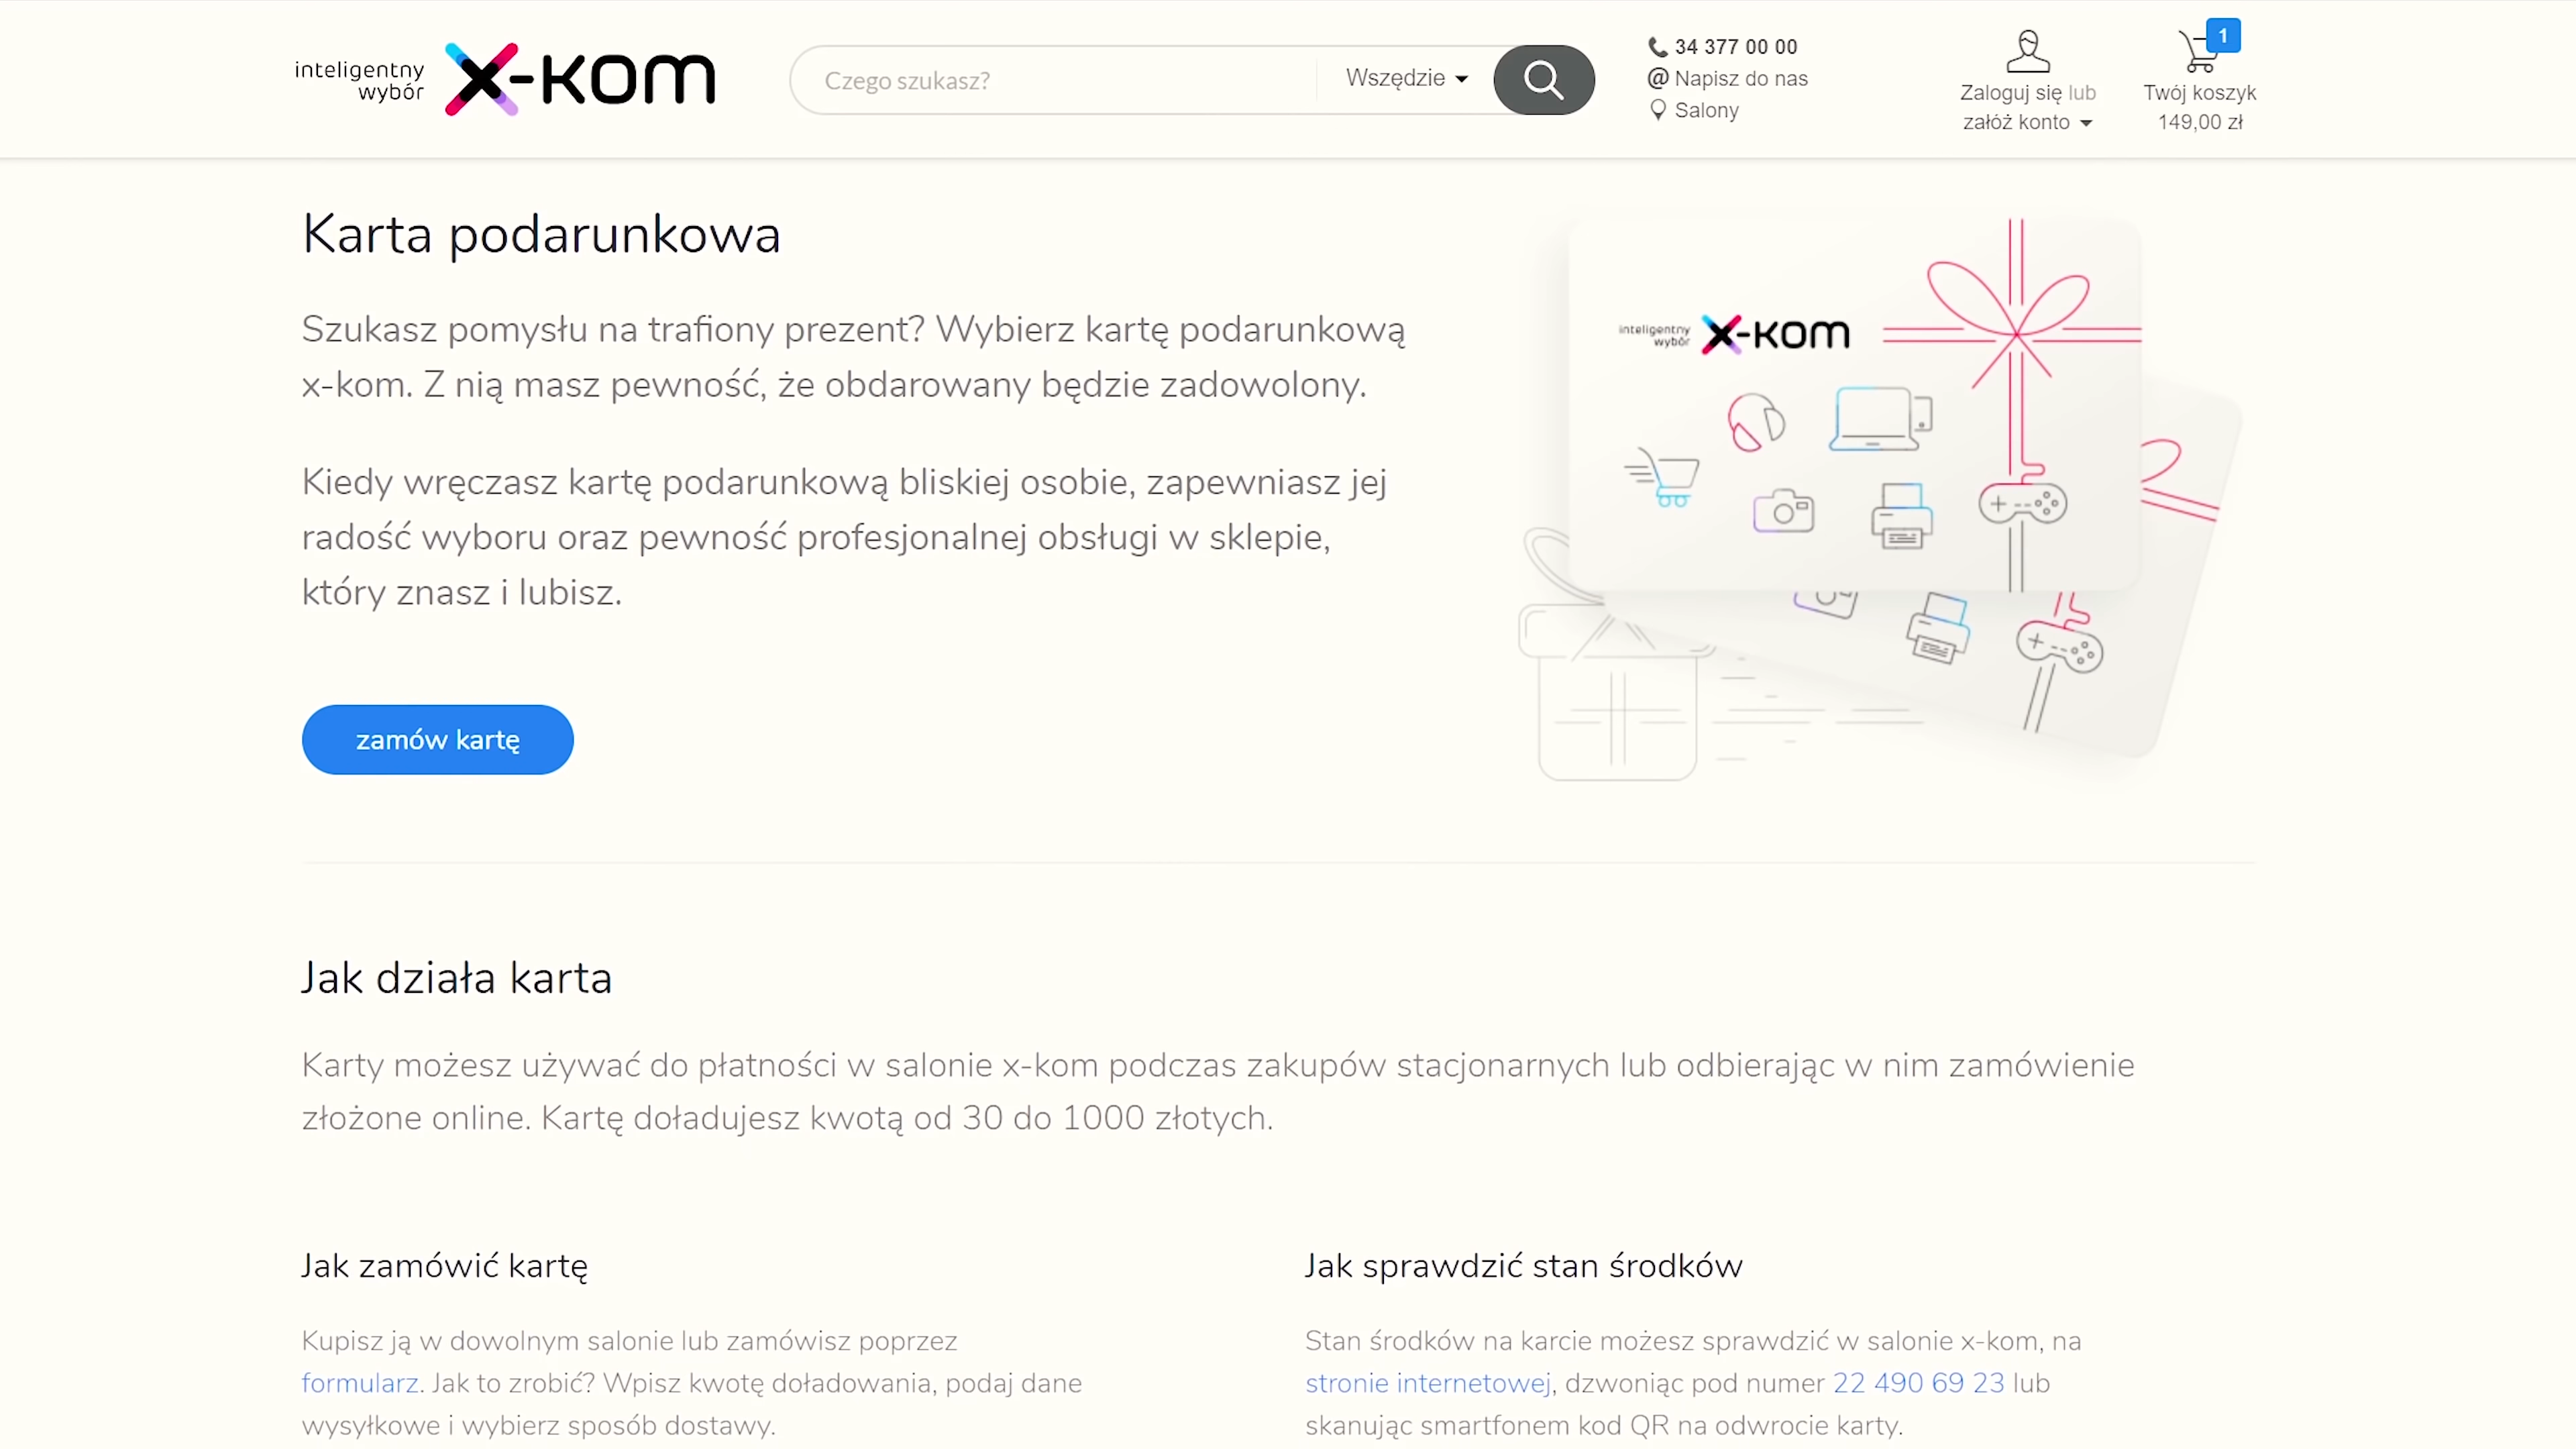 inteligentny
wybór
x-kom
Czego szukasz?
Wszędzie
34 377 00 00
@ Napisz do nas
Salony
Zaloguj się lub
załóż konto
1
Twój koszyk
149,00 zł
Karta podarunkowa
Szukasz pomysłu na trafiony prezent? Wybierz kartę podarunkową
x-kom. Z nią masz pewność, że obdarowany będzie zadowolony.
Kiedy wręczasz kartę podarunkową bliskiej osobie, zapewniasz jej
radość wyboru oraz pewność profesjonalnej obsługi w sklepie,
który znasz i lubisz.
zamów kartę
inteligentny
wybór
x-kom
Jak działa karta
Karty możesz używać do płatności w salonie x-kom podczas zakupów stacjonarnych lub odbierając w nim zamówienie
złożone online. Kartę doładujesz kwotą od 30 do 1000 złotych.
Jak zamówić kartę
Kupisz ją w dowolnym salonie lub zamówisz poprzez
formularz. Jak to zrobić? Wpisz kwotę doładowania, podaj dane
wysyłkowe i wybierz sposób dostawy.
Jak sprawdzić stan środków
Stan środków na karcie możesz sprawdzić w salonie x-kom, na
stronie internetowej, dzwoniąc pod numer 22 490 69 23 lub
skanując smartfonem kod QR na odwrocie karty.